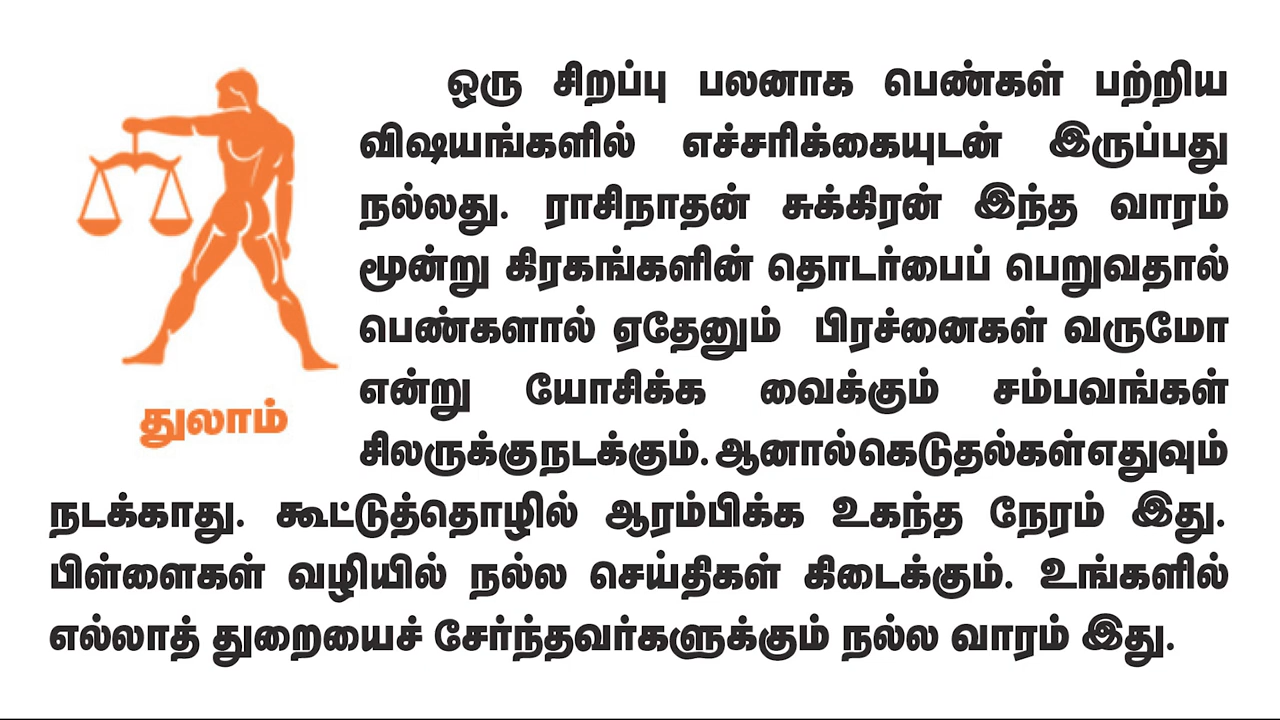 ஒரு சிறப்பு பலனாக பெண்கள் பற்றிய
விஷயங்களில் எச்சரிக்கையுடன் இருப்பது
நல்லது. ராசிநாதன் சுக்கிரன் இந்த வாரம்
மூன்று கிரகங்களின் தொடர்பைப் பெறுவதால்
பெண்களால் ஏதேனும் பிரச்னைகள் வருமோ
என்று யோசிக்க வைக்கும் சம்பவங்கள்
சிலருக்கு நடக்கும். ஆனால் கெடுதல்கள் எதுவும்
துலாம்
நடக்காது. கூட்டுத்தொழில் ஆரம்பிக்க உகந்த நேரம் இது.
பிள்ளைகள் வழியில் நல்ல செய்திகள் கிடைக்கும். உங்களில்
எல்லாத் துறையைச் சேர்ந்தவர்களுக்கும் நல்ல வாரம் இது.